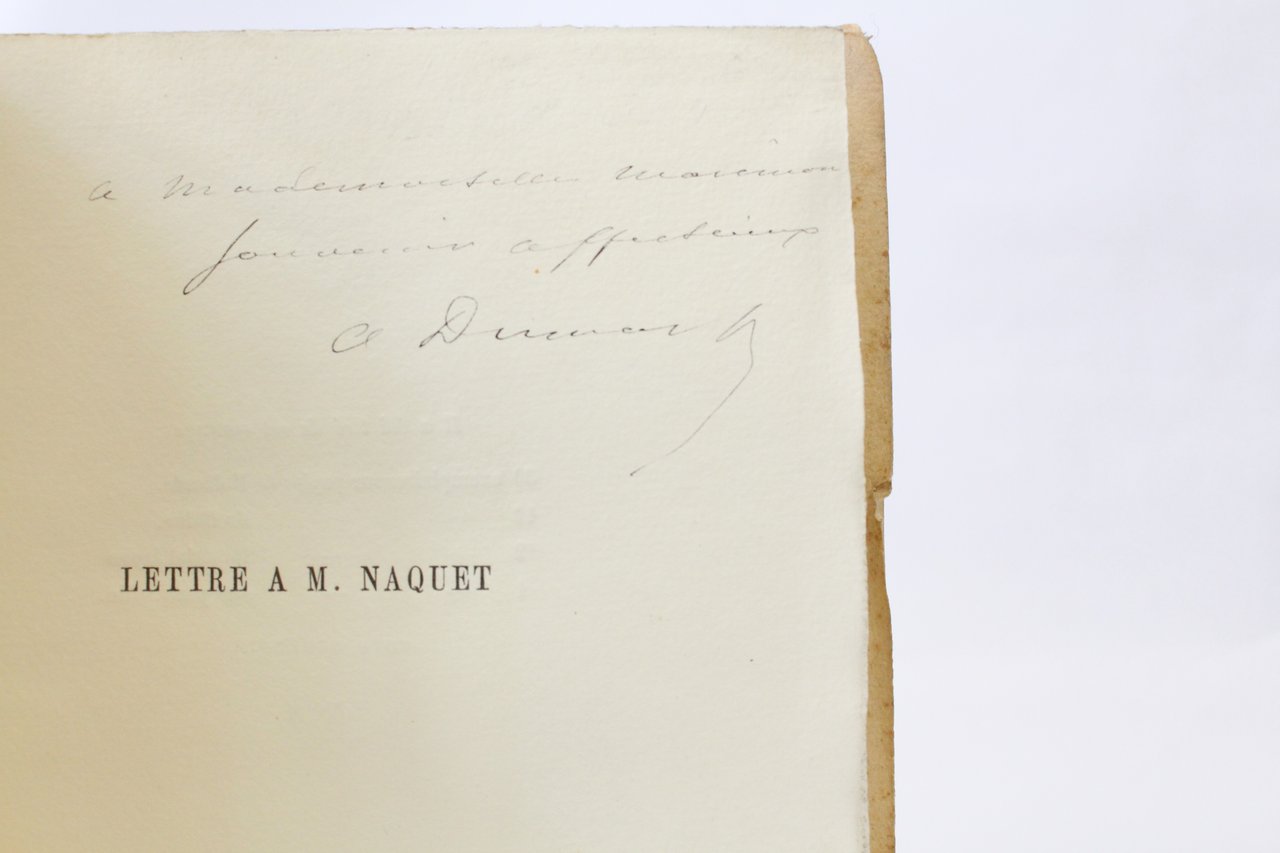 a Mademoiselle
Souvenir affectueux
A Dumas f
LETTRE A M. NAQUET